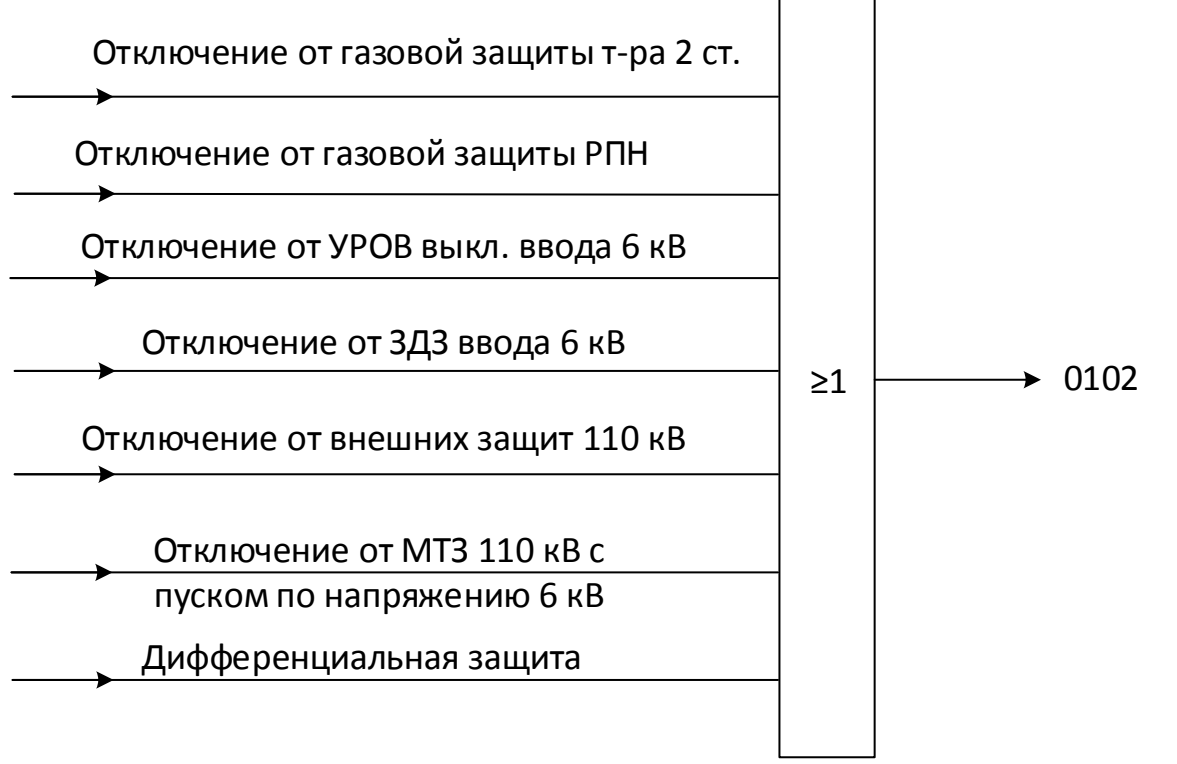 Отключение от газовой защиты т-ра 2 ст.
Отключение от газовой защиты РПН
Отключение от УРОВ выкл. ввода 6 кВ
Отключение от ЗДЗ ввода 6 кВ
≥1
0102
Отключение от внешних защит 110 кВ
Отключение от МТЗ 110 кВ с
пуском по напряжению 6 кВ
Дифференциальная защита